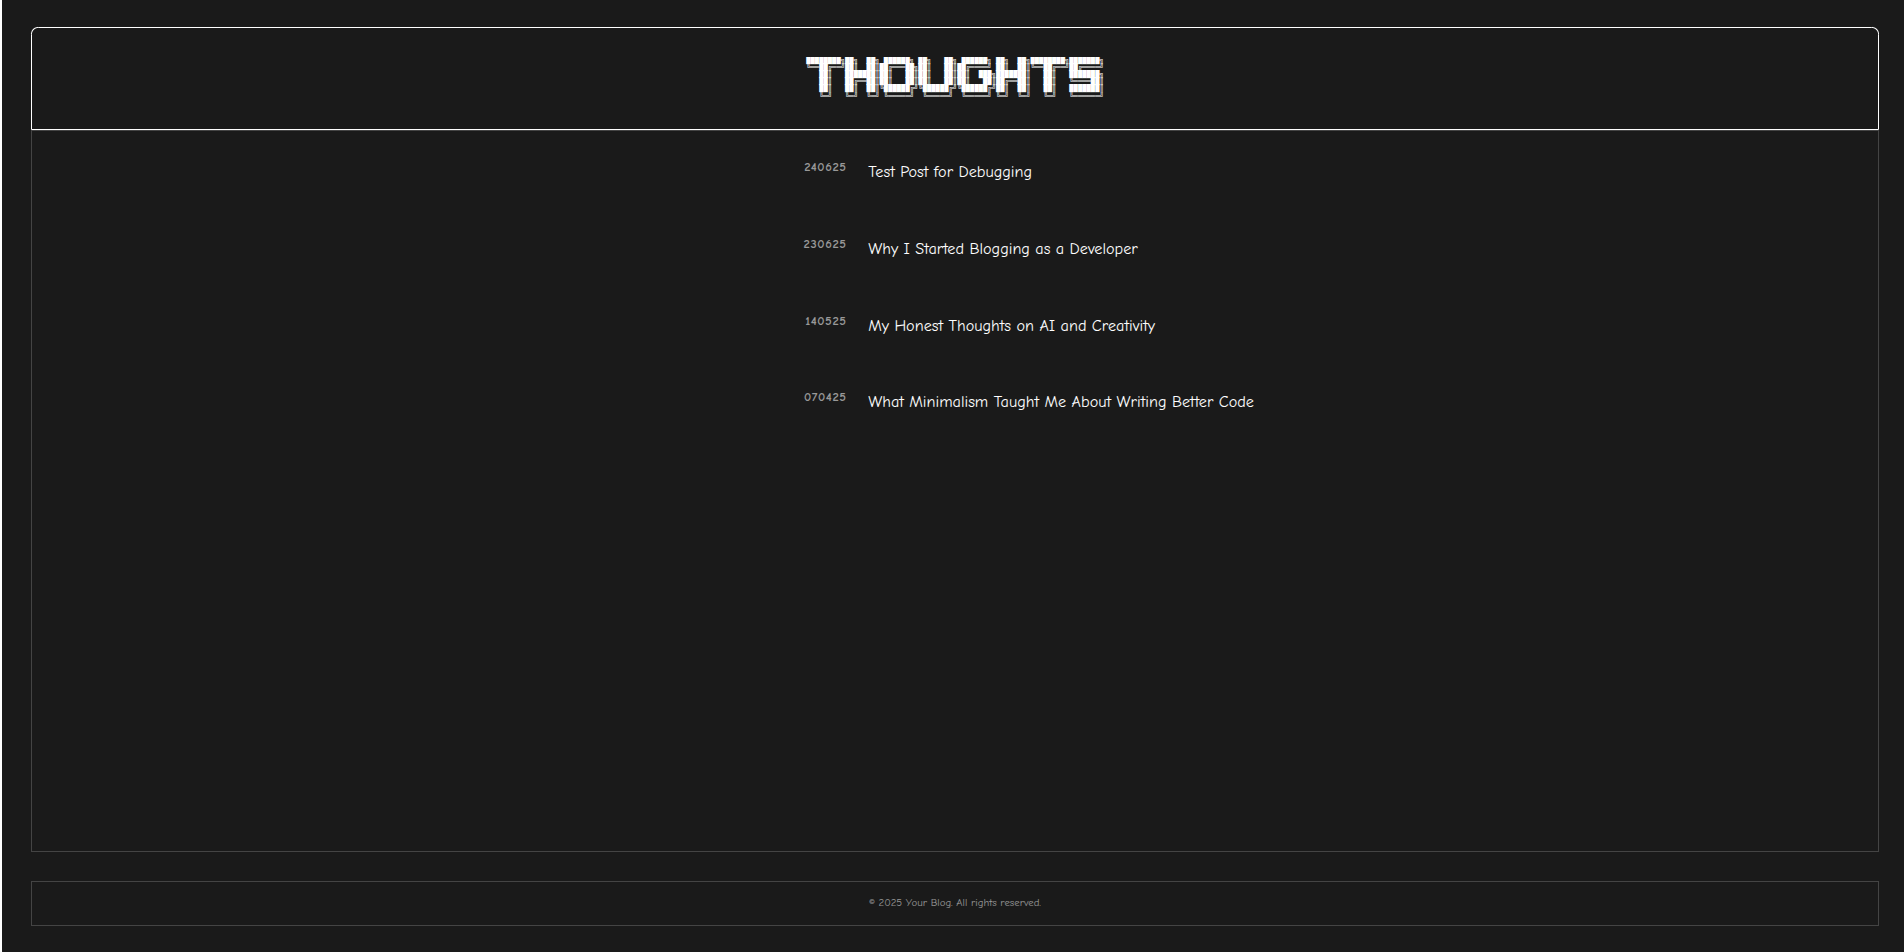 THOUGHTS
240625 Test Post for Debugging
230625 Why I Started Blogging as a Developer
140525 My Honest Thoughts on AI and Creativity
070425 What Minimalism Taught Me About Writing Better Code
© 2025 Your Blog. All rights reserved.